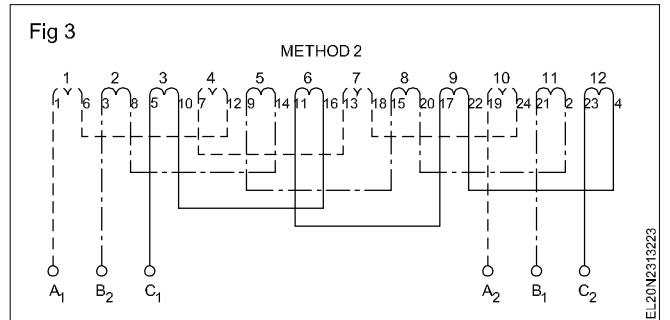 Fig 3
METHOD 2
1 2 3 4 5 6 7 8 9 10 11 12
1 6 3 8 5 10 7 12 9 14 11 16 13 18 15 20 17 22 19 24 21 2 23 4
A1 B2 C1 A2 B1 C2
EL20N2313223